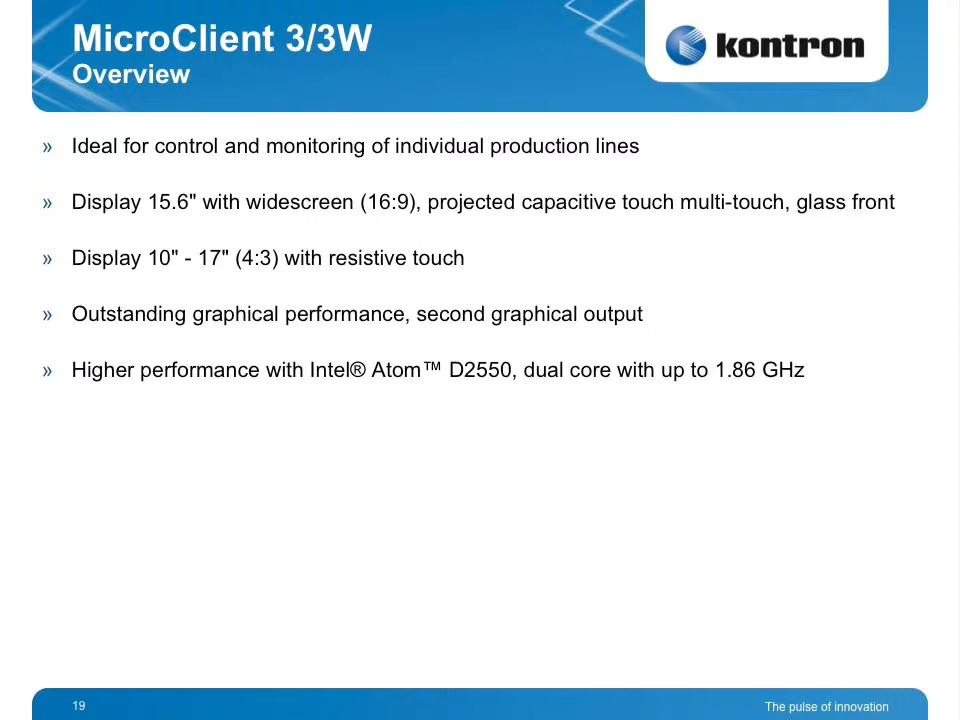 MicroClient 3/3W
Overview
kontron
» Ideal for control and monitoring of individual production lines
» Display 15.6" with widescreen (16:9), projected capacitive touch multi-touch, glass front
» Display 10" - 17" (4:3) with resistive touch
» Outstanding graphical performance, second graphical output
» Higher performance with Intel® Atom™ D2550, dual core with up to 1.86 GHz
19
The pulse of innovation